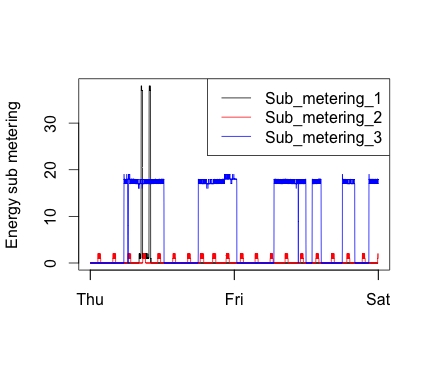 Sub_metering_1
Sub_metering_2
Sub_metering_3
Energy sub metering
30
20
10
0
Thu
Fri
Sat